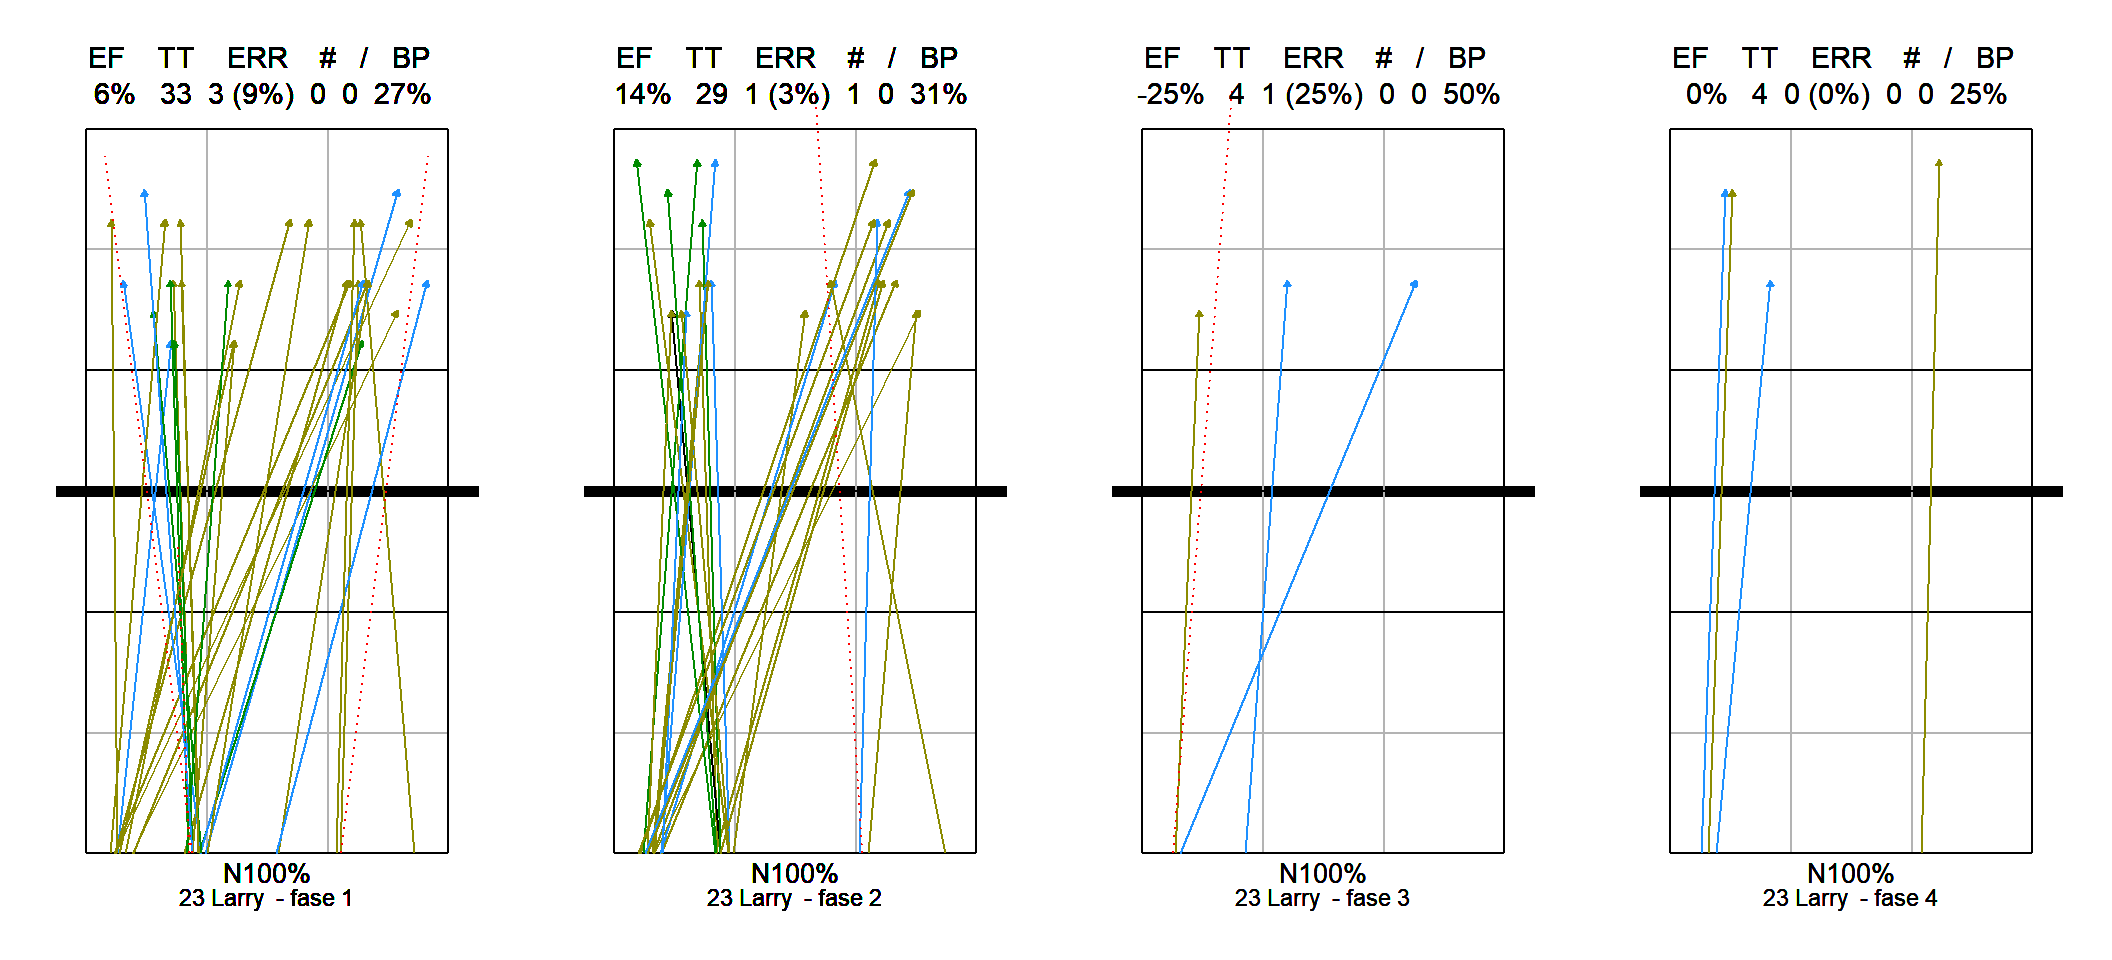 EF TT ERR # / BP
6% 33 3 (9%) 0 0 27%
N100%
23 Larry - fase 1
EF TT ERR # / BP
14% 29 1 (3%) 1 0 31%
N100%
23 Larry - fase 2
EF TT ERR # / BP
-25% 4 1 (25%) 0 0 50%
N100%
23 Larry - fase 3
EF TT ERR # / BP
0% 4 0 (0%) 0 0 25%
N100%
23 Larry - fase 4